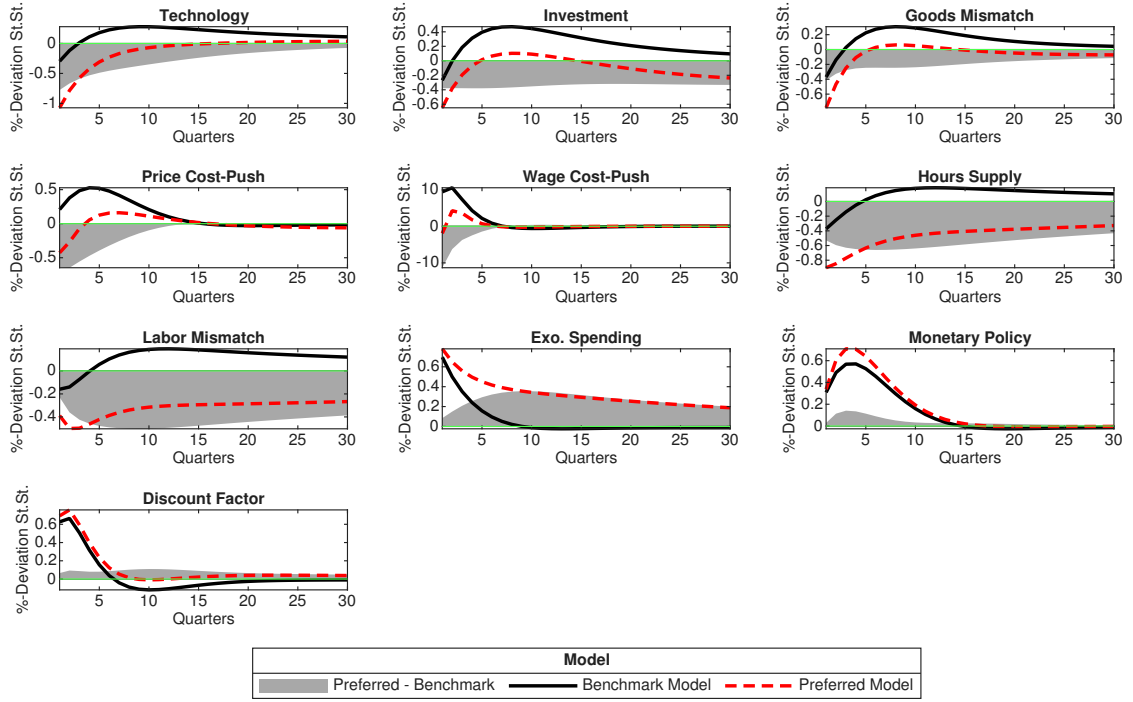 Technology
%-Deviation St.St.
0
-0.5
-1
5 10 15 20 25 30
Quarters
Investment
%-Deviation St.St.
0.4
0.2
0
-0.2
-0.4
-0.6
5 10 15 20 25 30
Quarters
Goods Mismatch
%-Deviation St.St.
0.2
0
-0.2
-0.4
-0.6
5 10 15 20 25 30
Quarters
Price Cost-Push
%-Deviation St.St.
0.5
0
-0.5
5 10 15 20 25 30
Quarters
Wage Cost-Push
%-Deviation St.St.
10
0
-10
5 10 15 20 25 30
Quarters
Hours Supply
%-Deviation St.St.
0
-0.2
-0.4
-0.6
-0.8
5 10 15 20 25 30
Quarters
Labor Mismatch
%-Deviation St.St.
0
-0.2
-0.4
5 10 15 20 25 30
Quarters
Exo. Spending
%-Deviation St.St.
0.6
0.4
0.2
0
5 10 15 20 25 30
Quarters
Monetary Policy
%-Deviation St.St.
0.6
0.4
0.2
0
5 10 15 20 25 30
Quarters
Discount Factor
%-Deviation St.St.
0.6
0.4
0.2
0
5 10 15 20 25 30
Quarters
Model
Preferred - Benchmark Benchmark Model Preferred Model